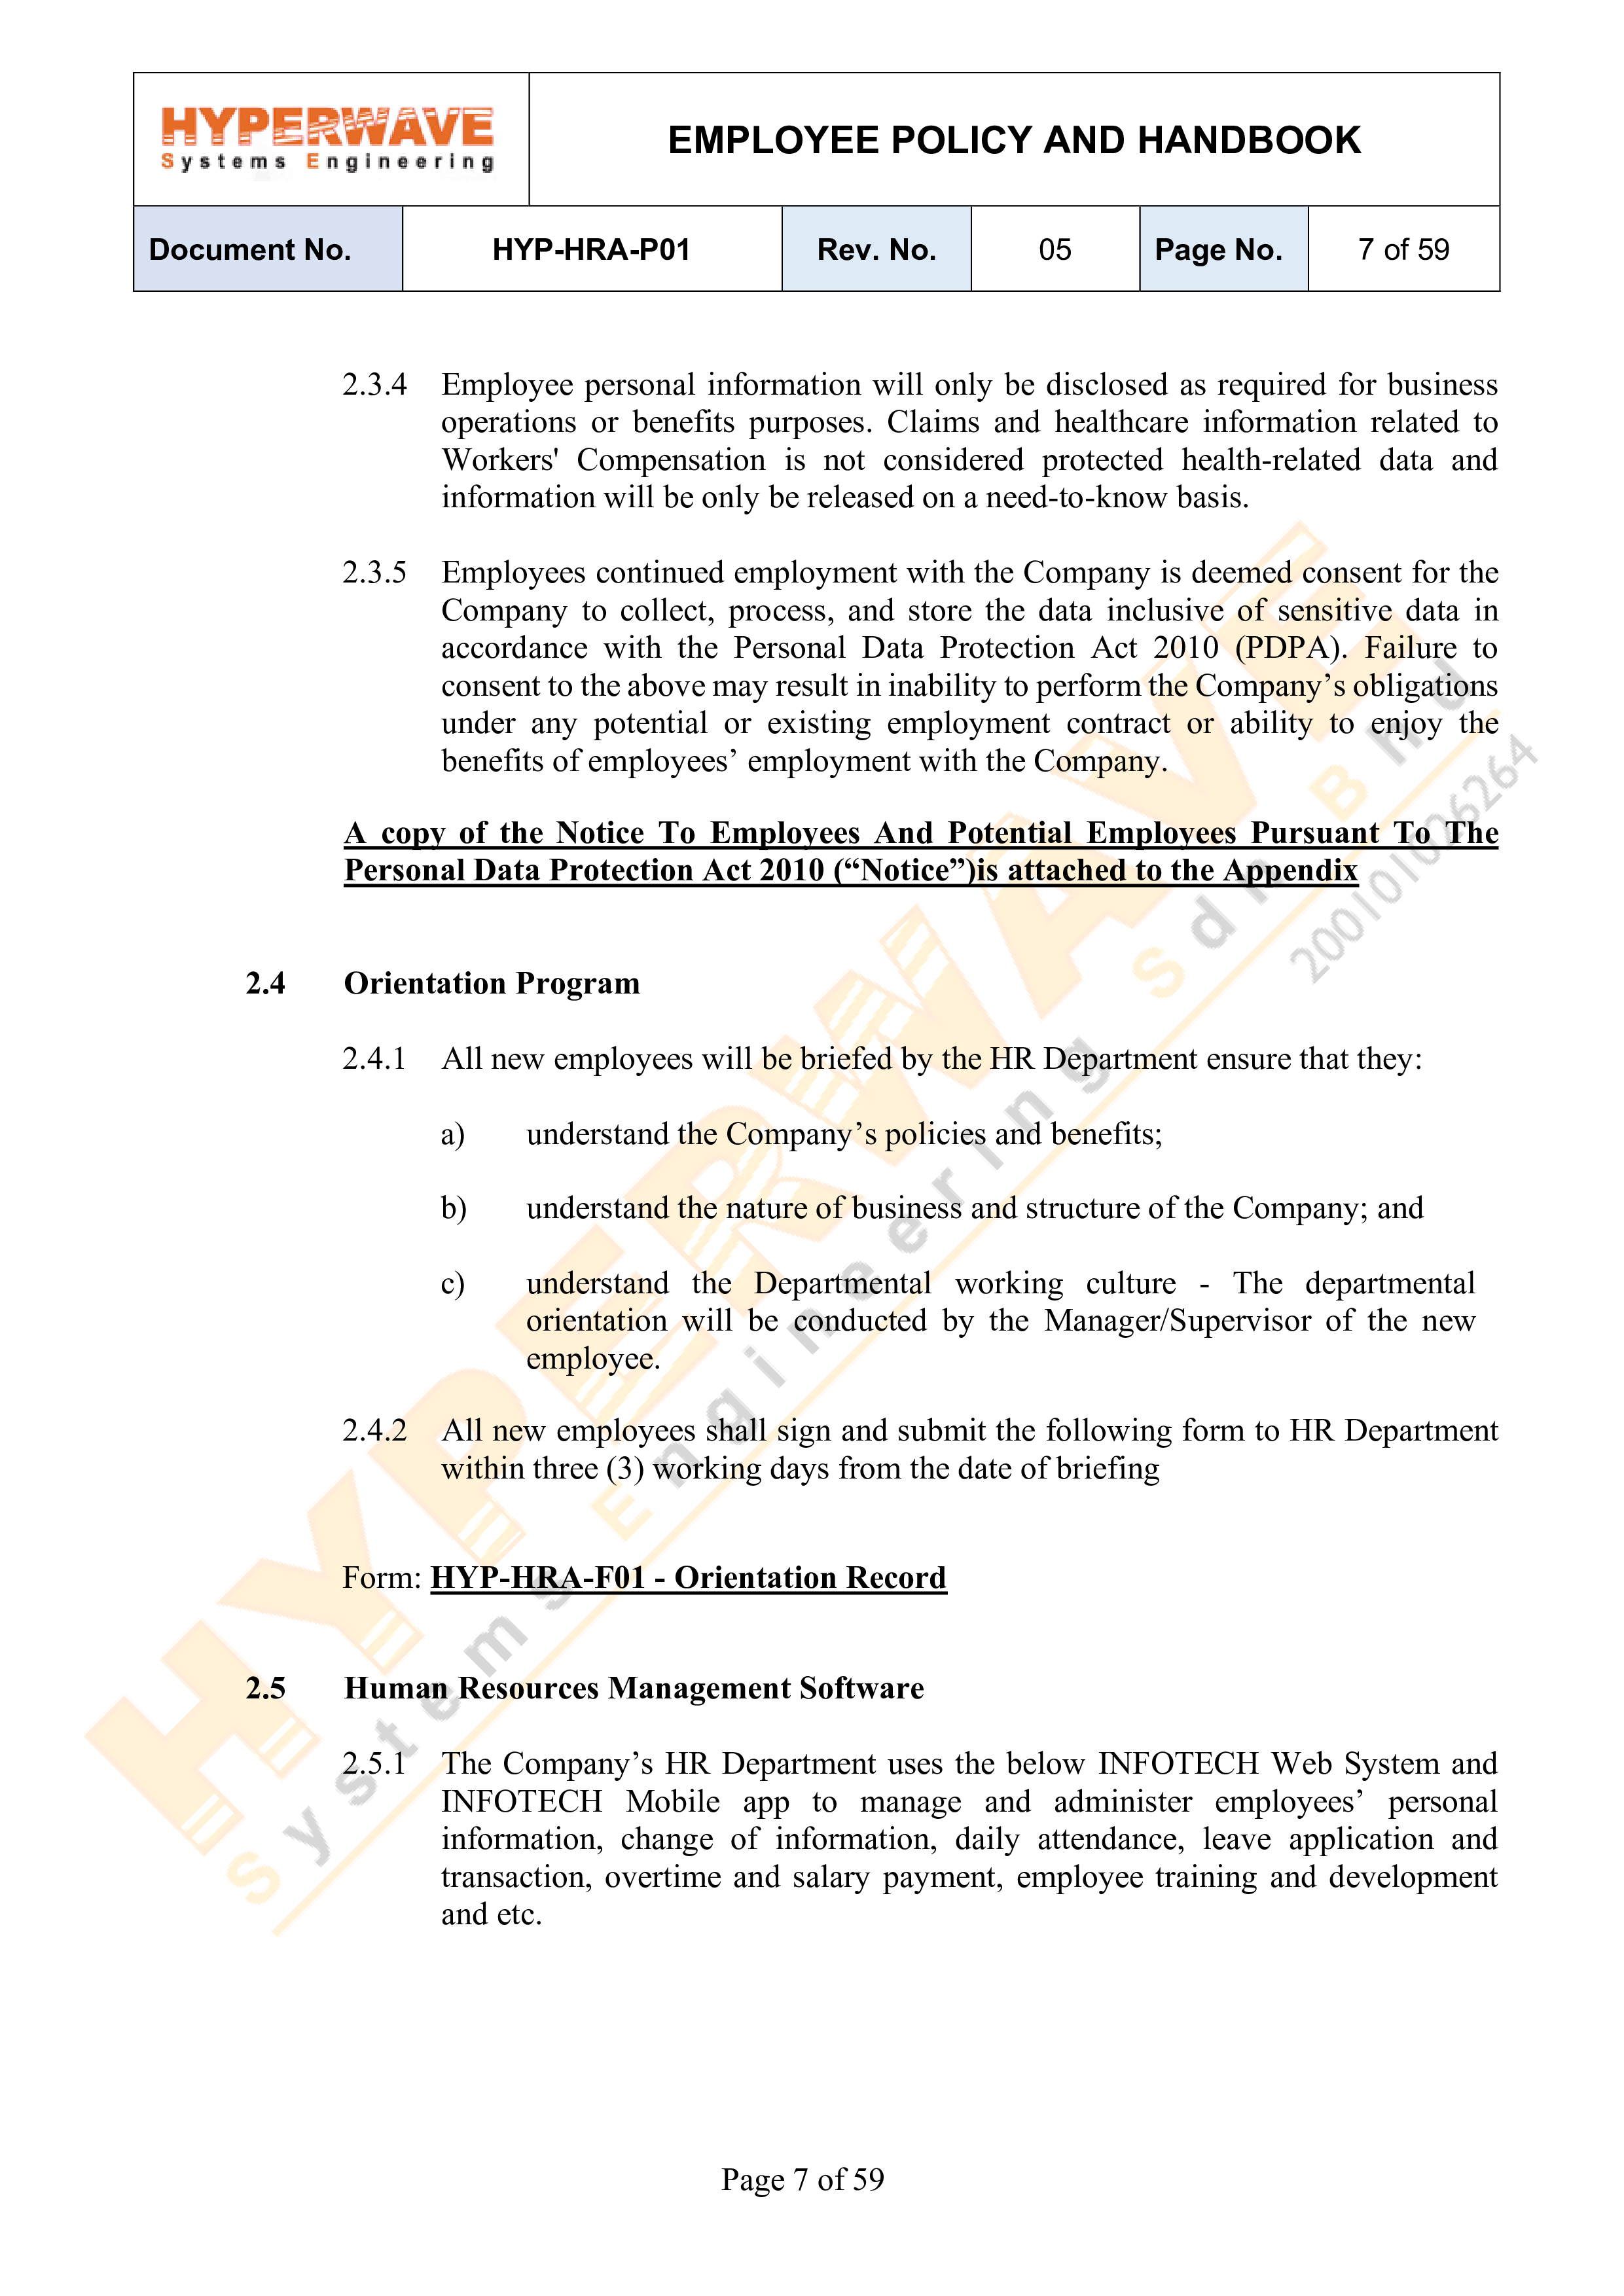 HYPERWAVE
Systems Engineering
EMPLOYEE POLICY AND HANDBOOK
Document No. HYP-HRA-P01 Rev. No. 05 Page No. 7 of 59
2.3.4 Employee personal information will only be disclosed as required for business
operations or benefits purposes. Claims and healthcare information related to
Workers' Compensation is not considered protected health-related data and
information will be only be released on a need-to-know basis.
2.3.5 Employees continued employment with the Company is deemed consent for the
Company to collect, process, and store the data inclusive of sensitive data in
accordance with the Personal Data Protection Act 2010 (PDPA). Failure to
consent to the above may result in inability to perform the Company’s obligations
under any potential or existing employment contract or ability to enjoy the
benefits of employees’ employment with the Company.
A copy of the Notice To Employees And Potential Employees Pursuant To The
Personal Data Protection Act 2010 (“Notice”)is attached to the Appendix
2.4 Orientation Program
2.4.1 All new employees will be briefed by the HR Department ensure that they:
a) understand the Company’s policies and benefits;
b) understand the nature of business and structure of the Company; and
c) understand the Departmental working culture - The departmental
orientation will be conducted by the Manager/Supervisor of the new
employee.
2.4.2 All new employees shall sign and submit the following form to HR Department
within three (3) working days from the date of briefing
Form: HYP-HRA-F01 - Orientation Record
2.5 Human Resources Management Software
2.5.1 The Company’s HR Department uses the below INFOTECH Web System and
INFOTECH Mobile app to manage and administer employees’ personal
information, change of information, daily attendance, leave application and
transaction, overtime and salary payment, employee training and development
and etc.
HYPERWAVE
Systems Engineering Sdn Bhd
200101026264
Page 7 of 59